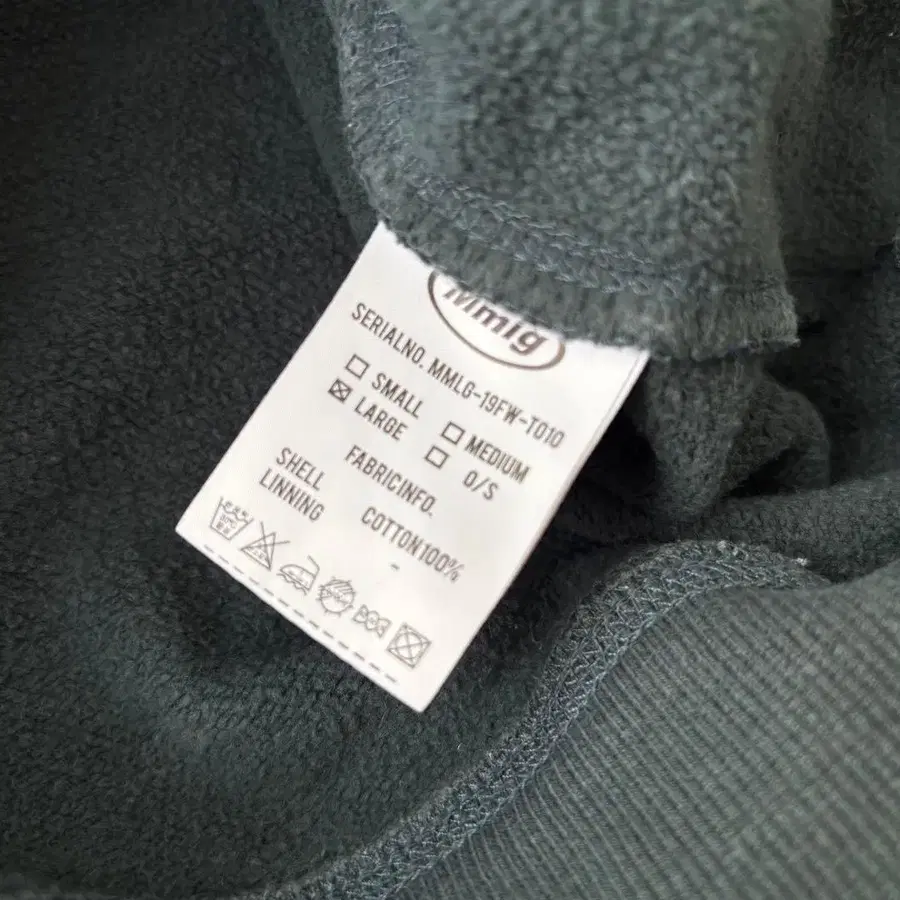 Mmlg
SERIALNO. MMLG-19FW-T010
SMALL MEDIUM
LARGE O/S
FABRICINFO.
SHELL COTTON100%
LINNING -